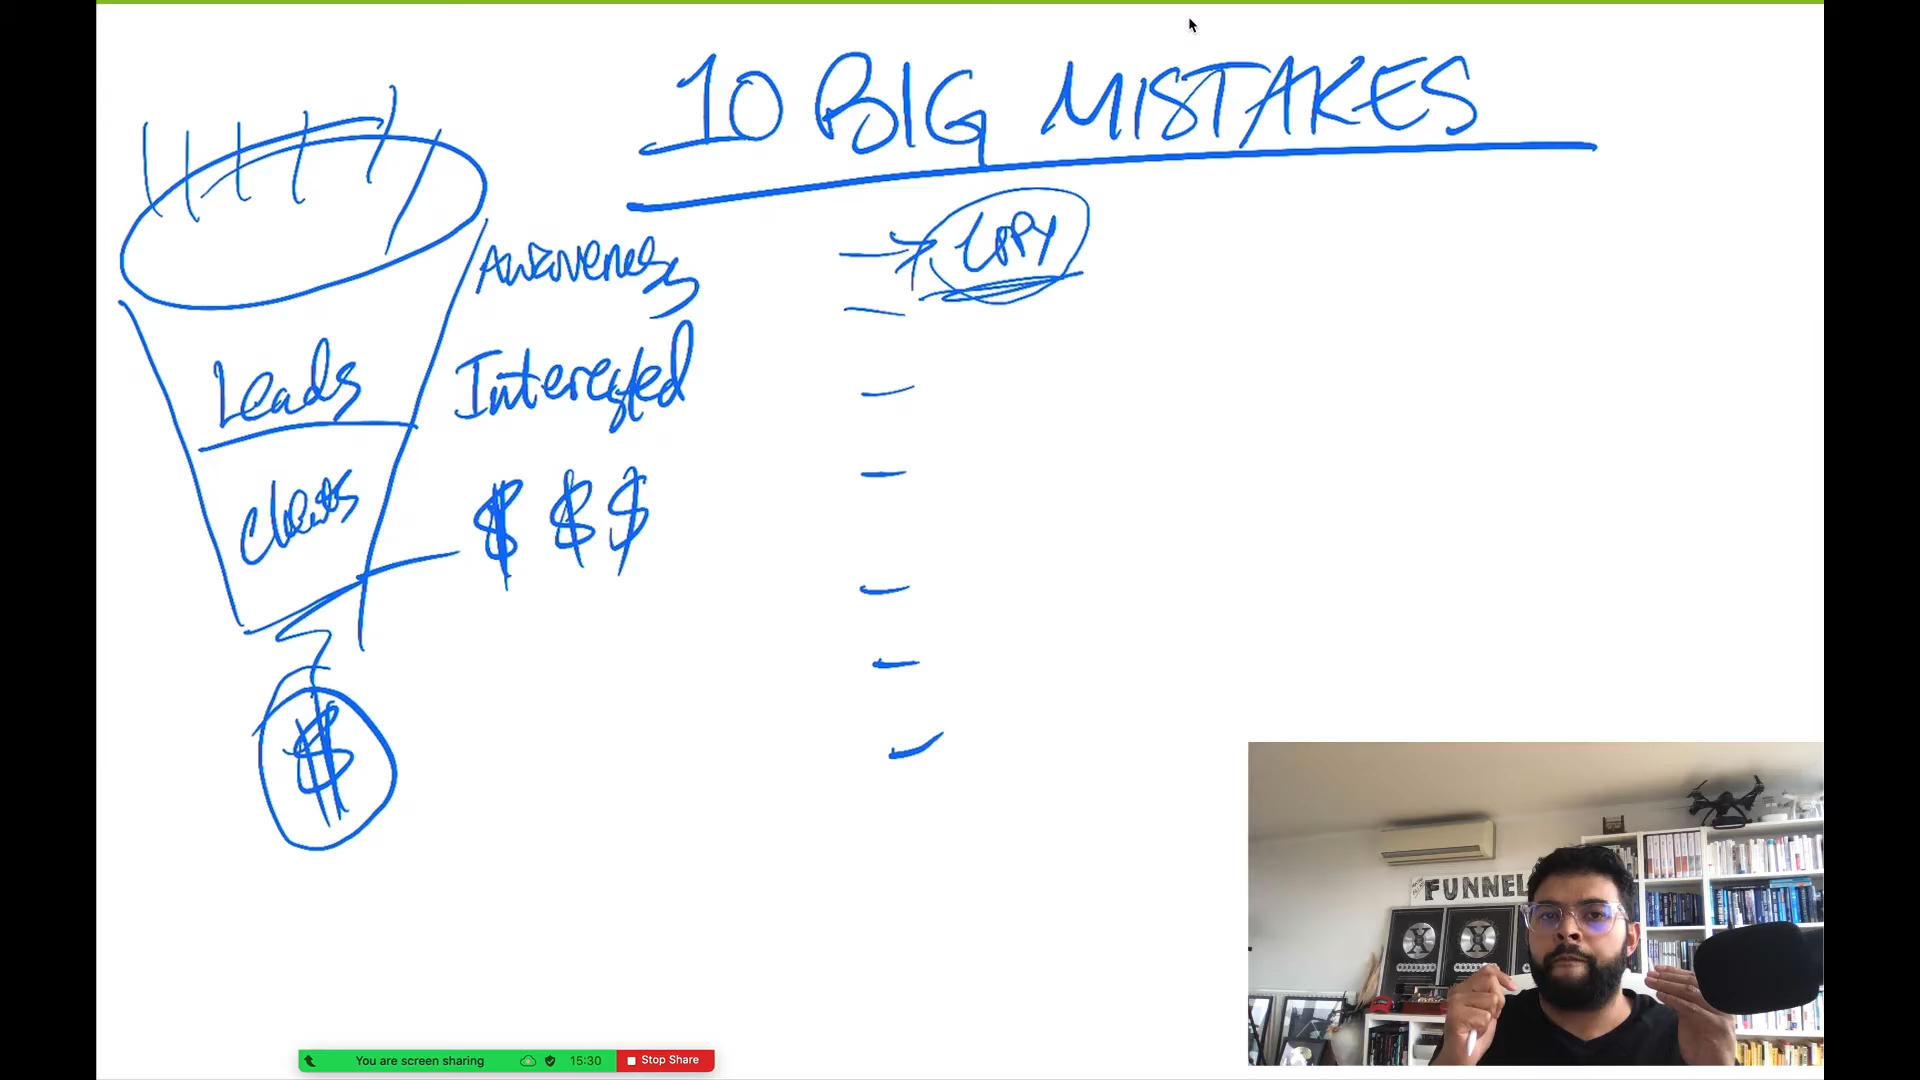 10 BIG MISTAKES
COPY
Awareness
Leads
Interested
clients
$ $ $
$
FUNNEL
X
X
You are screen sharing
15:30
Stop Share